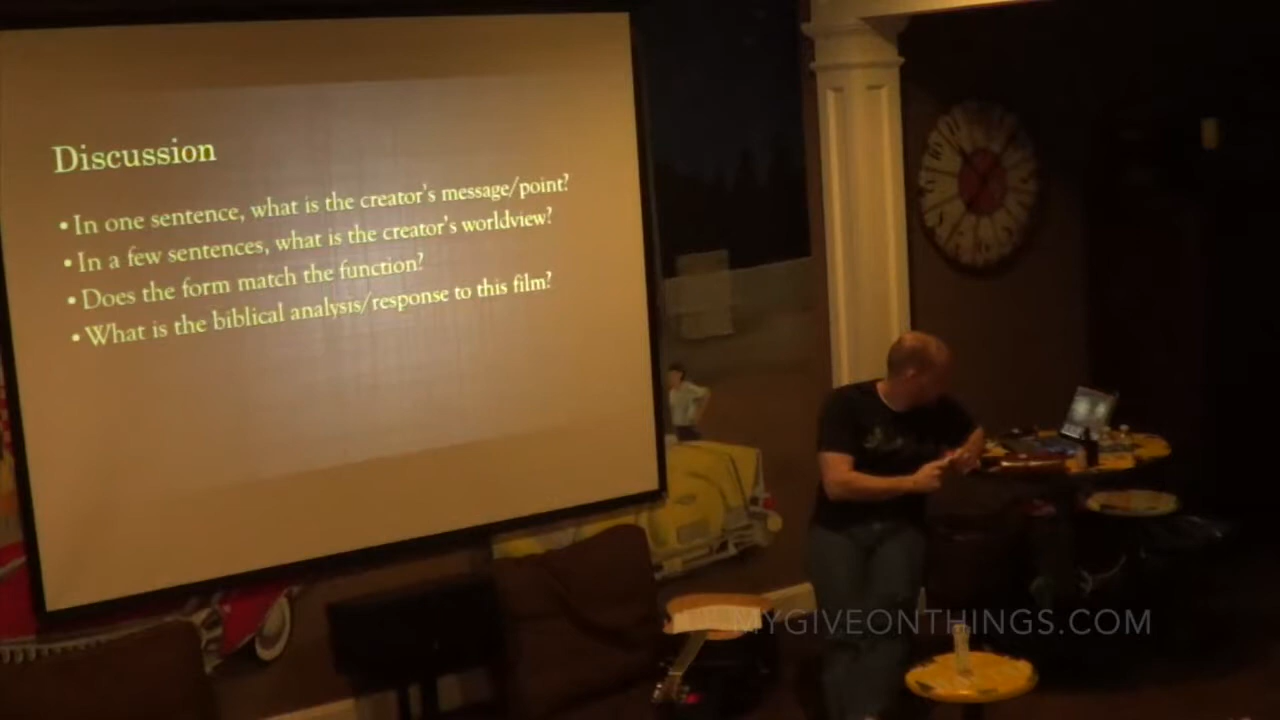 Discussion
• In one sentence, what is the creator's message/point?
• In a few sentences, what is the creator's worldview?
• Does the form match the function?
• What is the biblical analysis/response to this film?
MYGIVEONTHINGS.COM